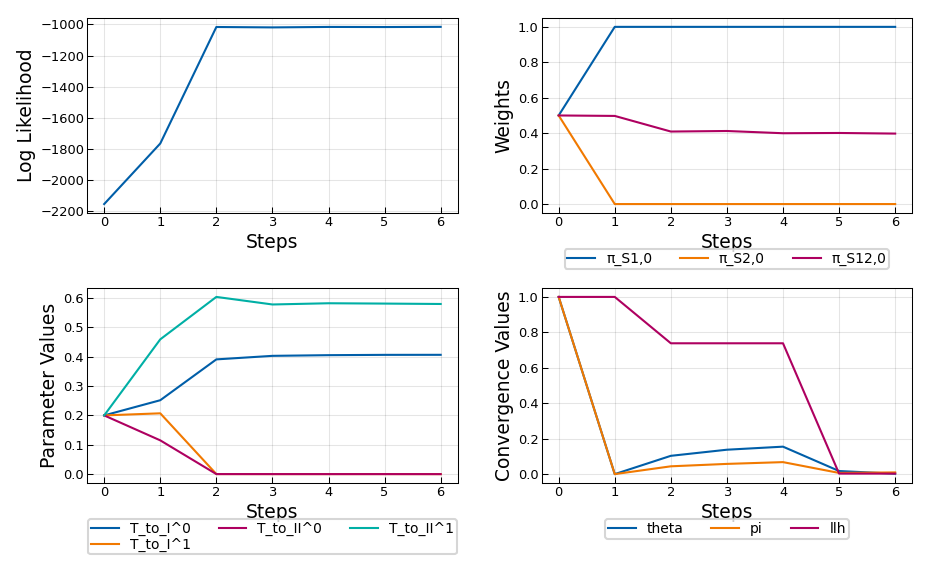 −1000
−1200
−1400
−1600
−1800
−2000
−2200
Log Likelihood
0 1 2 3 4 5 6
Steps
1.0
0.8
0.6
0.4
0.2
0.0
Weights
0 1 2 3 4 5 6
Steps
π_S1,0 π_S2,0 π_S12,0
0.6
0.5
0.4
0.3
0.2
0.1
0.0
Parameter Values
0 1 2 3 4 5 6
Steps
T_to_I^0 T_to_II^0 T_to_II^1
T_to_I^1
1.0
0.8
0.6
0.4
0.2
0.0
Convergence Values
0 1 2 3 4 5 6
Steps
theta pi llh